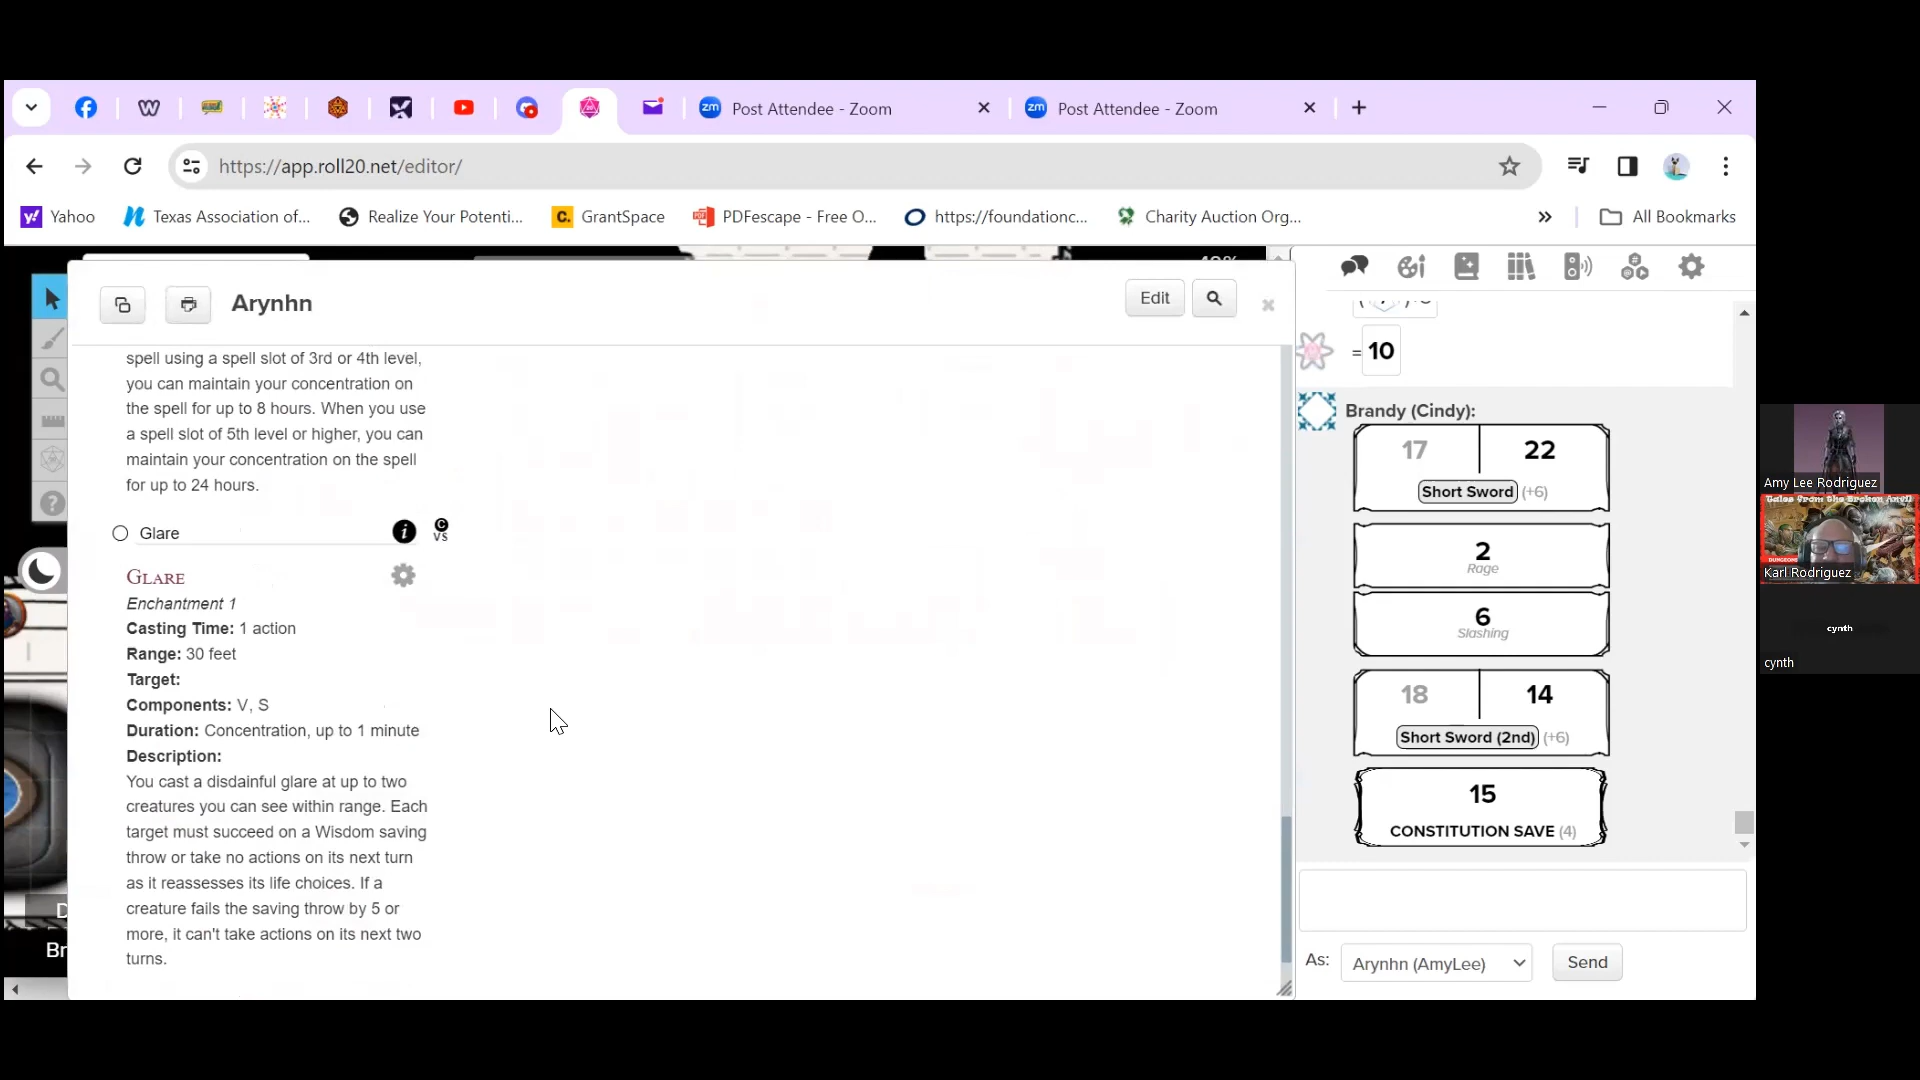 Post Attendee - Zoom
Post Attendee - Zoom
https://app.roll20.net/editor/
Yahoo
Texas Association of...
Realize Your Potenti...
GrantSpace
PDFescape - Free O...
https://foundationc...
Charity Auction Org...
All Bookmarks
Arynhn
Edit
spell using a spell slot of 3rd or 4th level,
you can maintain your concentration on
the spell for up to 8 hours. When you use
a spell slot of 5th level or higher, you can
maintain your concentration on the spell
for up to 24 hours.
Glare
C
VS
GLARE
Enchantment 1
Casting Time: 1 action
Range: 30 feet
Target:
Components: V, S
Duration: Concentration, up to 1 minute
Description:
You cast a disdainful glare at up to two
creatures you can see within range. Each
target must succeed on a Wisdom saving
throw or take no actions on its next turn
as it reassesses its life choices. If a
creature fails the saving throw by 5 or
more, it can't take actions on its next two
turns.
=10
Brandy (Cindy):
17 22
Short Sword (+6)
2
Rage
6
Slashing
18 14
Short Sword (2nd) (+6)
15
CONSTITUTION SAVE (4)
As: Arynhn (AmyLee) Send
Amy Lee Rodriguez
Tales from the Broken Anvil
Karl Rodriguez
cynth
cynth